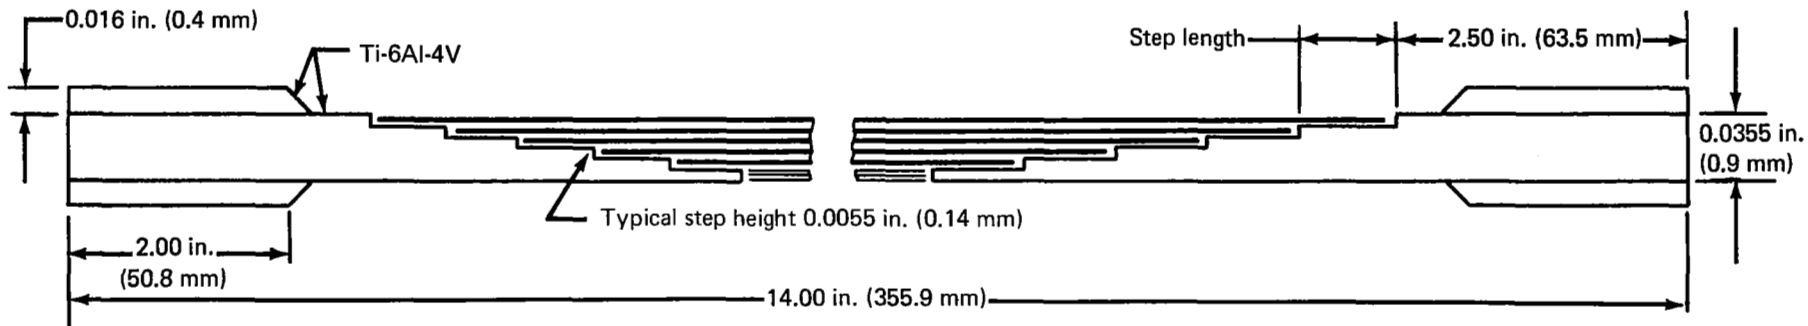 0.016 in. (0.4 mm)
Ti-6Al-4V
Step length
2.50 in. (63.5 mm)
0.0355 in.
(0.9 mm)
Typical step height 0.0055 in. (0.14 mm)
2.00 in.
(50.8 mm)
14.00 in. (355.9 mm)